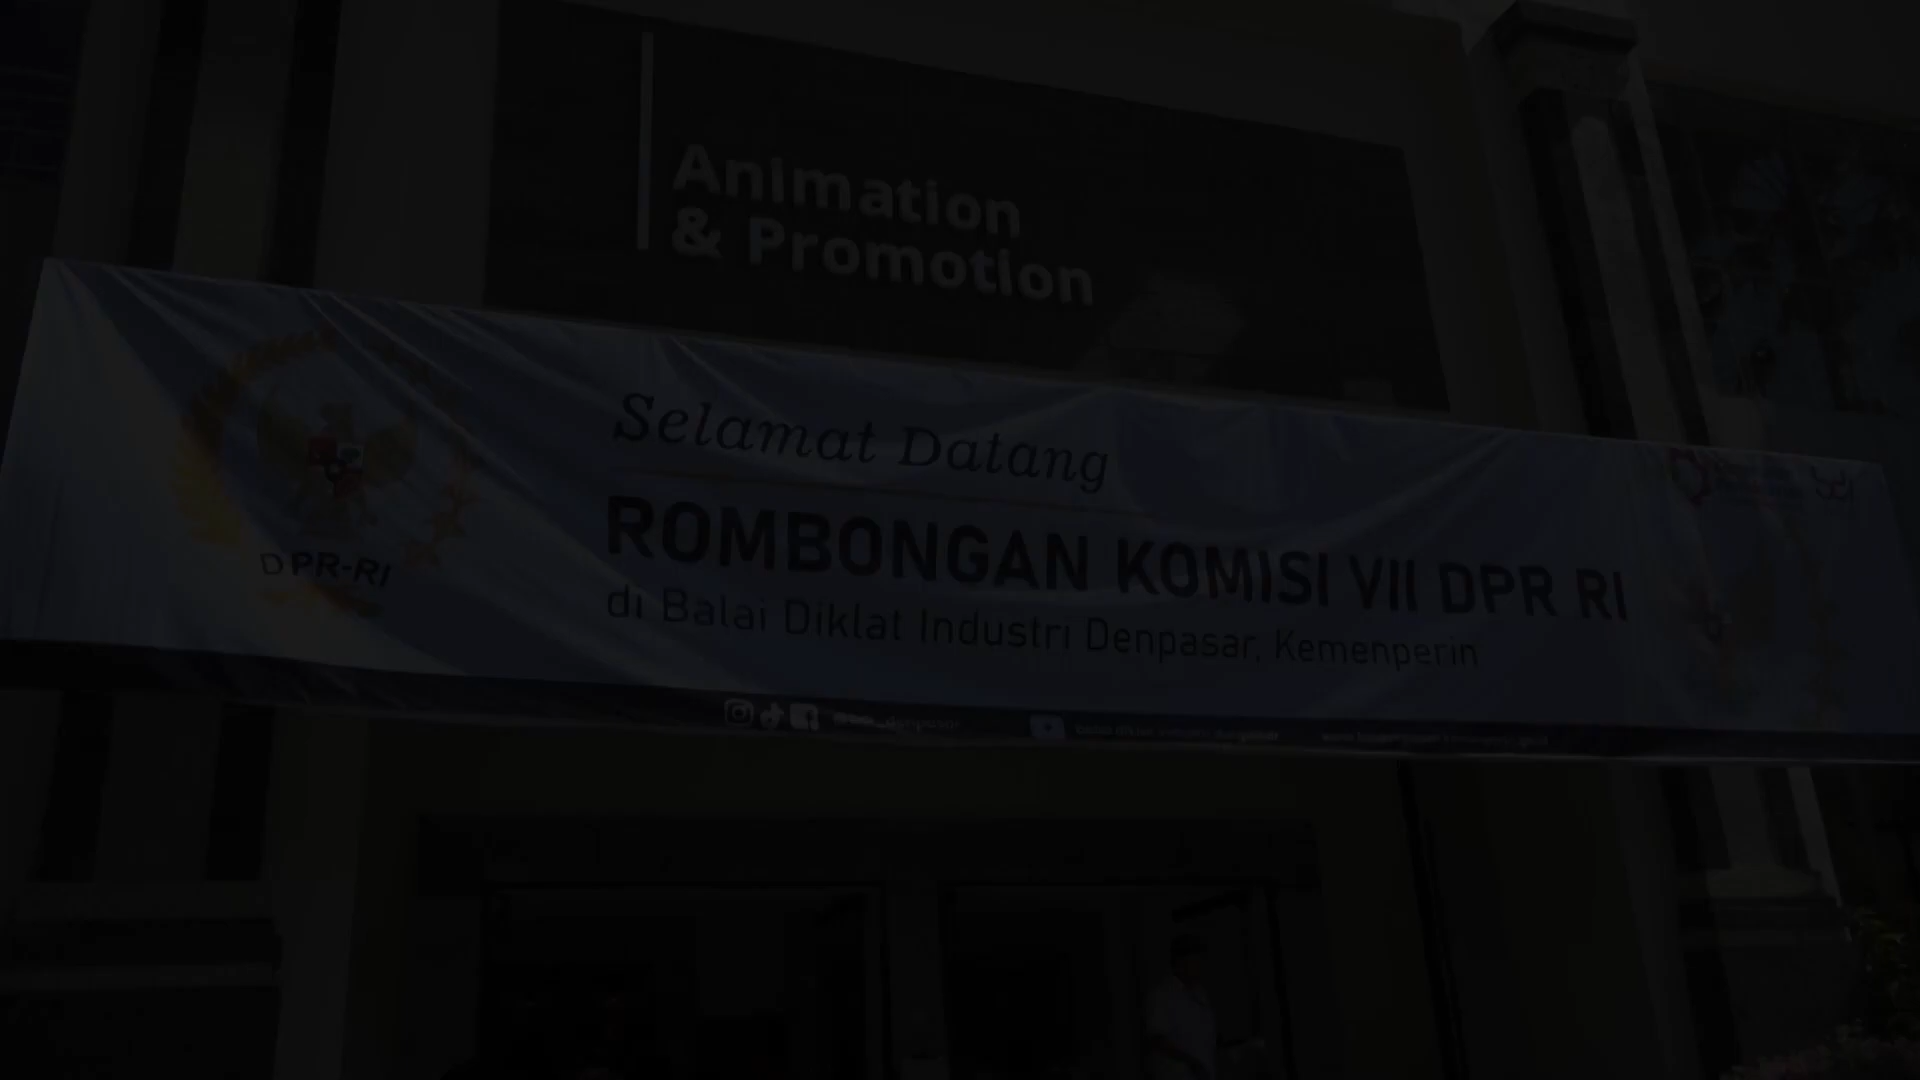 Animation
& Promotion
Selamat Datang
ROMBONGAN KOMISI VII DPR RI
di Balai Diklat Industri Denpasar, Kemenperin
DPR-RI